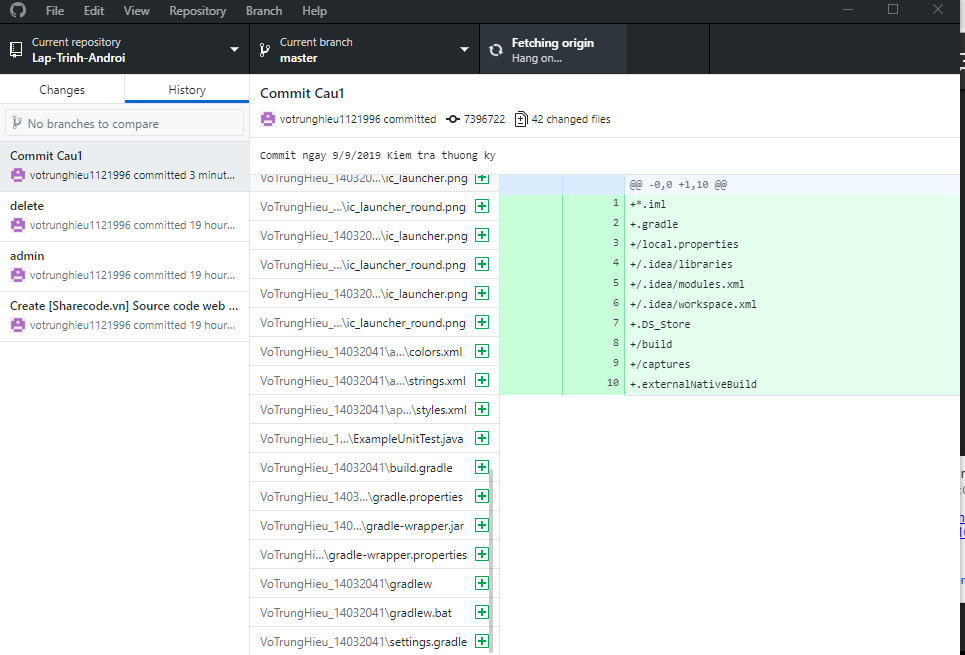 File Edit View Repository Branch Help
Current repository
Lap-Trinh-Androi
Current branch
master
Fetching origin
Hang on...
Changes
History
No branches to compare
Commit Cau1
votrunghieu1121996 committed 3 minut...
delete
votrunghieu1121996 committed 19 hour...
admin
votrunghieu1121996 committed 19 hour...
Create [Sharecode.vn] Source code web ...
votrunghieu1121996 committed 19 hour...
Commit Cau1
votrunghieu1121996 committed 7396722 42 changed files
Commit ngay 9/9/2019 Kiem tra thuong ky
VoTrungHieu_140320...\ic_launcher.png
VoTrungHieu_...\ic_launcher_round.png
VoTrungHieu_140320...\ic_launcher.png
VoTrungHieu_...\ic_launcher_round.png
VoTrungHieu_140320...\ic_launcher.png
VoTrungHieu_...\ic_launcher_round.png
VoTrungHieu_14032041\a...\colors.xml
VoTrungHieu_14032041\a...\strings.xml
VoTrungHieu_14032041\ap...\styles.xml
VoTrungHieu_1...\ExampleUnitTest.java
VoTrungHieu_14032041\build.gradle
VoTrungHieu_1403...\gradle.properties
VoTrungHieu_140...\gradle-wrapper.jar
VoTrungHi...\gradle-wrapper.properties
VoTrungHieu_14032041\gradlew
VoTrungHieu_14032041\gradlew.bat
VoTrungHieu_14032041\settings.gradle
@@ -0,0 +1,10 @@
1 +*.iml
2 +.gradle
3 +/local.properties
4 +/.idea/libraries
5 +/.idea/modules.xml
6 +/.idea/workspace.xml
7 +.DS_Store
8 +/build
9 +/captures
10 +.externalNativeBuild